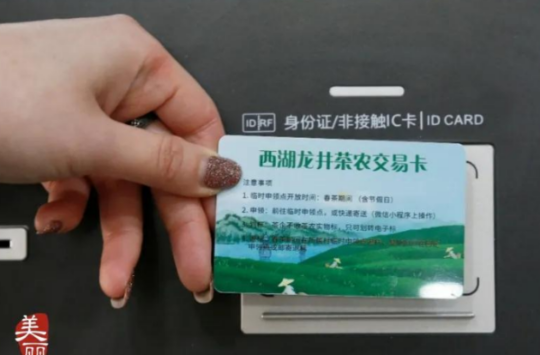 ID RF 身份证/非接触IC卡 | ID CARD
西湖龙井茶农交易卡
注意事项
1. 临时申领点开放时间：春茶期间（含节假日）
2. 申领：前往临时申领点，或快速寄递（微信小程序上操作）
美丽